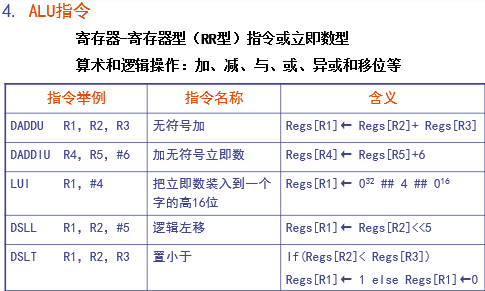 4. ALU指令
寄存器-寄存器型（RR型）指令或立即数型
算术和逻辑操作：加、减、与、或、异或和移位等
指令举例 指令名称 含义
DADDU R1, R2, R3 无符号加 Regs[R1]← Regs[R2]+ Regs[R3]
DADDIU R4, R5, #6 加无符号立即数 Regs[R4]← Regs[R5]+6
LUI R1, #4 把立即数装入到一个 Regs[R1]← 0³² ## 4 ## 0¹⁶
字的高16位
DSLL R1, R2, #5 逻辑左移 Regs[R1]← Regs[R2]<<5
DSLT R1, R2, R3 置小于 If(Regs[R2]< Regs[R3])
Regs[R1]← 1 else Regs[R1]←0